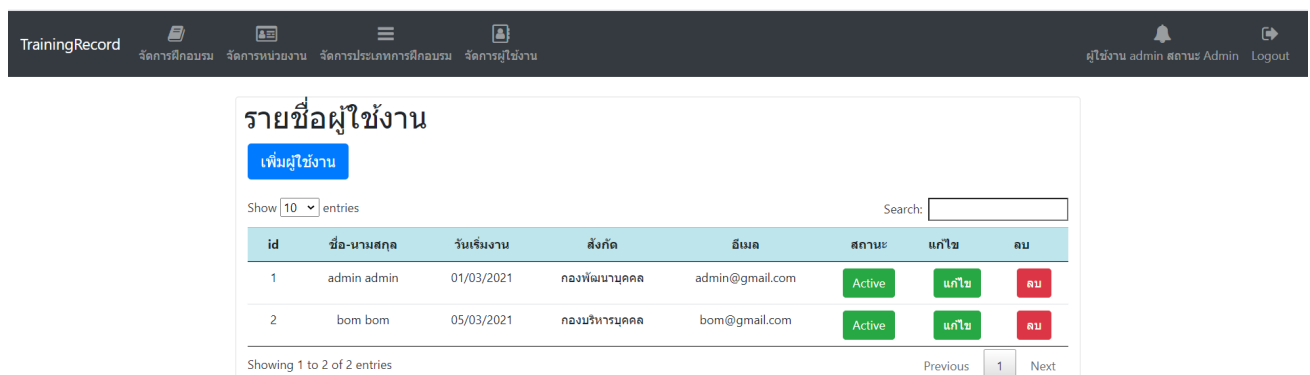 TrainingRecord จัดการฝึกอบรม จัดการหน่วยงาน จัดการประเภทการฝึกอบรม จัดการผู้ใช้งาน ผู้ใช้งาน admin สถานะ Admin Logout
รายชื่อผู้ใช้งาน
เพิ่มผู้ใช้งาน
Show 10 entries Search:
id ชื่อ-นามสกุล วันเริ่มงาน สังกัด อีเมล สถานะ แก้ไข ลบ
1 admin admin 01/03/2021 กองพัฒนาบุคคล admin@gmail.com Active แก้ไข ลบ
2 bom bom 05/03/2021 กองบริหารบุคคล bom@gmail.com Active แก้ไข ลบ
Showing 1 to 2 of 2 entries Previous 1 Next